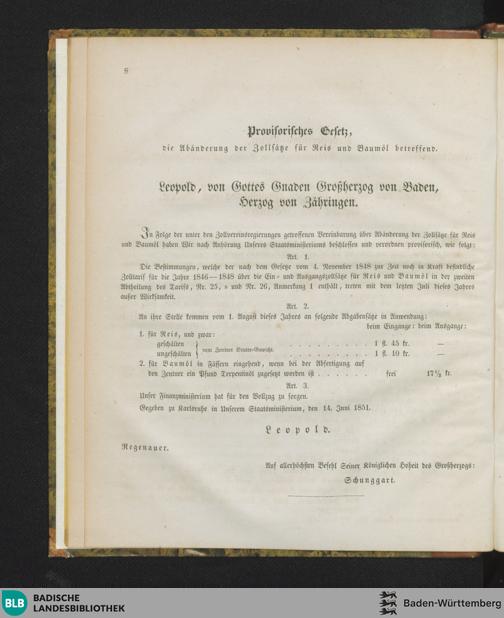 8
Provisorisches Gesetz,
die Abänderung der Zollsätze für Reis und Baumöl betreffend.
Leopold, von Gottes Gnaden Großherzog von Baden,
Herzog von Zähringen.
In Folge der unter den Zollvereinsregierungen getroffenen Vereinbarung über Abänderung der Zollsätze für Reis
und Baumöl haben Wir nach Anhörung Unseres Staatsministeriums beschlossen und verordnen provisorisch, wie folgt:
Art. 1.
Die Bestimmungen, welche der nach dem Gesetze vom 4. November 1848 zur Zeit noch in Kraft befindliche
Zolltarif für die Jahre 1846—1848 über die Ein- und Ausgangszollsätze für Reis und Baumöl in der zweiten
Abtheilung des Tarifs, Nr. 25, s und Nr. 26, Anmerkung 1 enthält, treten mit dem letzten Juli dieses Jahres
außer Wirksamkeit.
Art. 2.
An ihre Stelle kommen vom 1. August dieses Jahres an folgende Abgabensätze in Anwendung:
beim Eingange: beim Ausgange:
1. für Reis, und zwar:
geschälten } vom Zentner Brutto-Gewicht. . . . . . . . . 1 fl. 45 kr. —
ungeschälten . . . . . . . . 1 fl. 10 kr. —
2. für Baumöl in Fässern eingehend, wenn bei der Abfertigung auf
den Zentner ein Pfund Terpentinöl zugesetzt worden ist . . . . . . frei 17½ kr.
Art. 3.
Unser Finanzministerium hat für den Vollzug zu sorgen.
Gegeben zu Karlsruhe in Unserem Staatsministerium, den 14. Juni 1851.
Leopold.
Regenauer.
Auf allerhöchsten Befehl Seiner Königlichen Hoheit des Großherzogs:
Schunggart.
BLB BADISCHE
LANDESBIBLIOTHEK
Baden-Württemberg